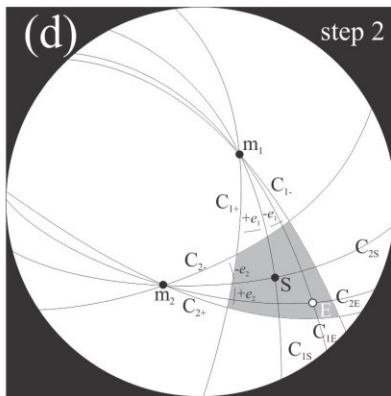 (d)
step 2
m₁
C₁₊
C₁₋
+e₁
-e₁
C₂S
C₂₋
-e₂
S
m₂
+e₂
C₂₊
E
C₂E
C₁E
C₁S